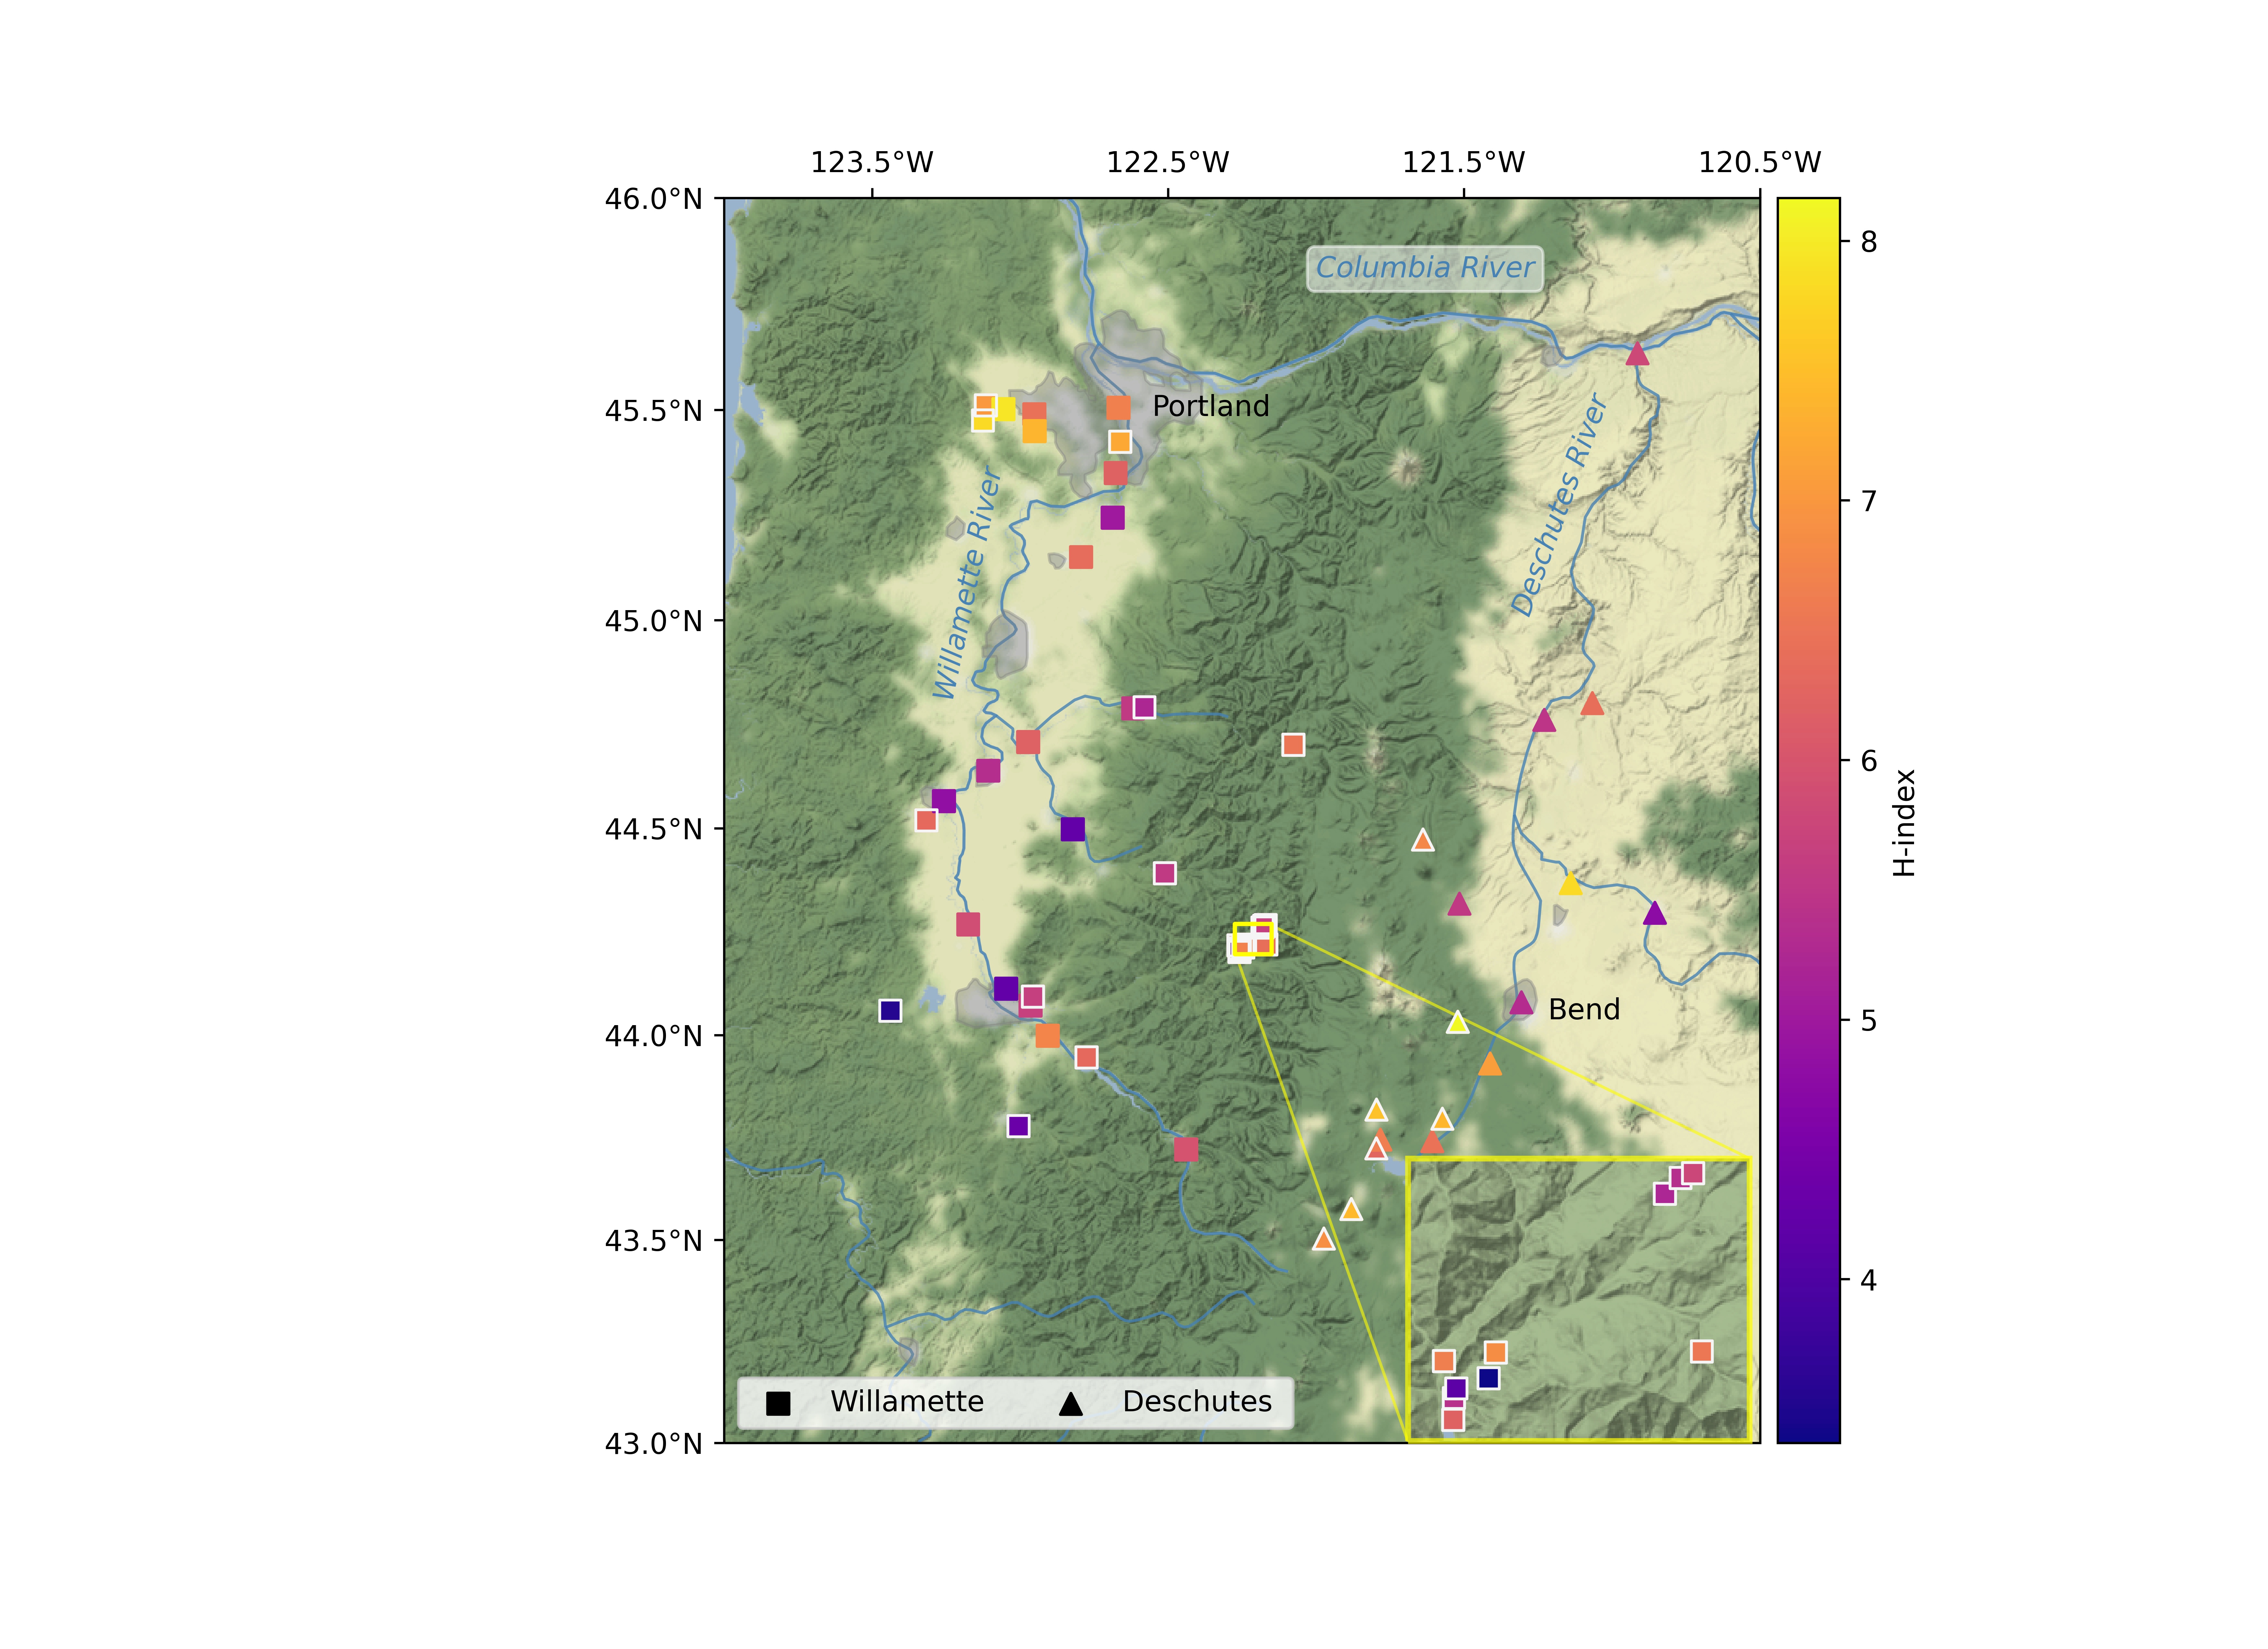 123.5°W 122.5°W 121.5°W 120.5°W
46.0°N
Columbia River
8
45.5°N
Portland
Deschutes River
7
Willamette River
45.0°N
6
H-index
44.5°N
5
44.0°N
Bend
4
43.5°N
Willamette Deschutes
43.0°N